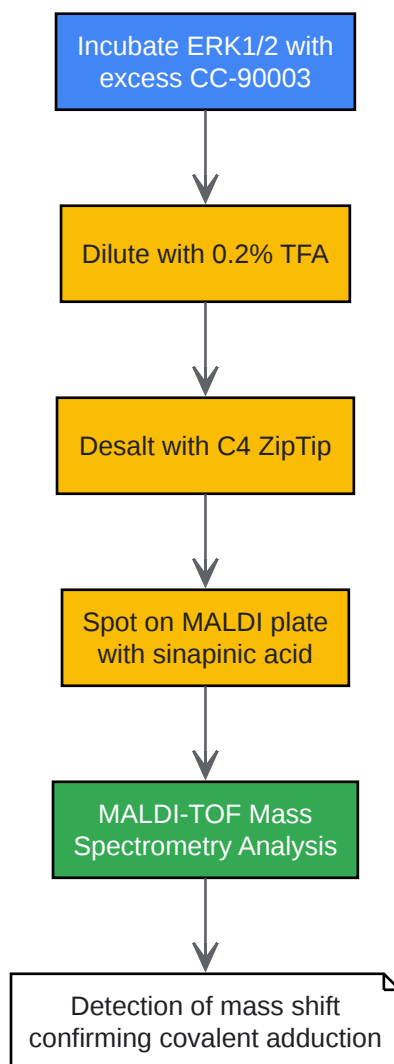 Incubate ERK1/2 with
excess CC-90003
Dilute with 0.2% TFA
Desalt with C4 ZipTip
Spot on MALDI plate
with sinapinic acid
MALDI-TOF Mass
Spectrometry Analysis
Detection of mass shift
confirming covalent adduction